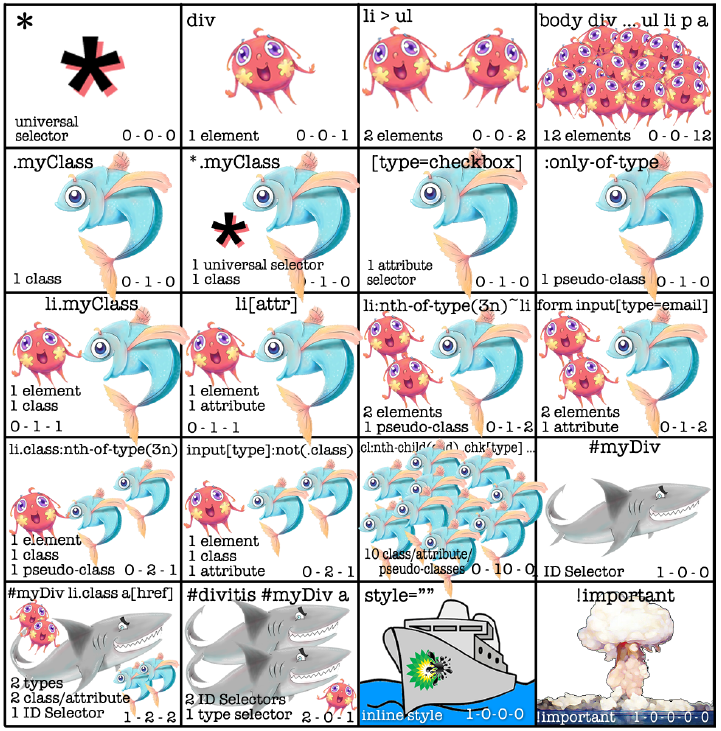 *
universal
selector 0-0-0
div
1 element 0-0-1
li > ul
2 elements 0-0-2
body div ... ul li p a
12 elements 0-0-12
.myClass
1 class 0-1-0
*.myClass
*
1 universal selector
1 class 0-1-0
[type=checkbox]
1 attribute
selector 0-1-0
:only-of-type
1 pseudo-class 0-1-0
li.myClass
1 element
1 class
0-1-1
li[attr]
1 element
1 attribute
0-1-1
li:nth-of-type(3n)~li
2 elements
1 pseudo-class 0-1-2
form input[type=email]
2 elements
1 attribute 0-1-2
li.class:nth-of-type(3n)
1 element
1 class
1 pseudo-class 0-2-1
input[type]:not(.class)
1 element
1 class
1 attribute 0-2-1
chk[type] ...
10 class/attribute/
pseudo-classes 0-10-0
#myDiv
ID Selector 1-0-0
#myDiv li.class a[href]
2 types
2 class/attribute
1 ID Selector 1-2-2
#divitis #myDiv a
2 ID Selectors
1 type selector 2-0-1
style=""
bp
inline style 1-0-0-0
!important
!important 1-0-0-0-0